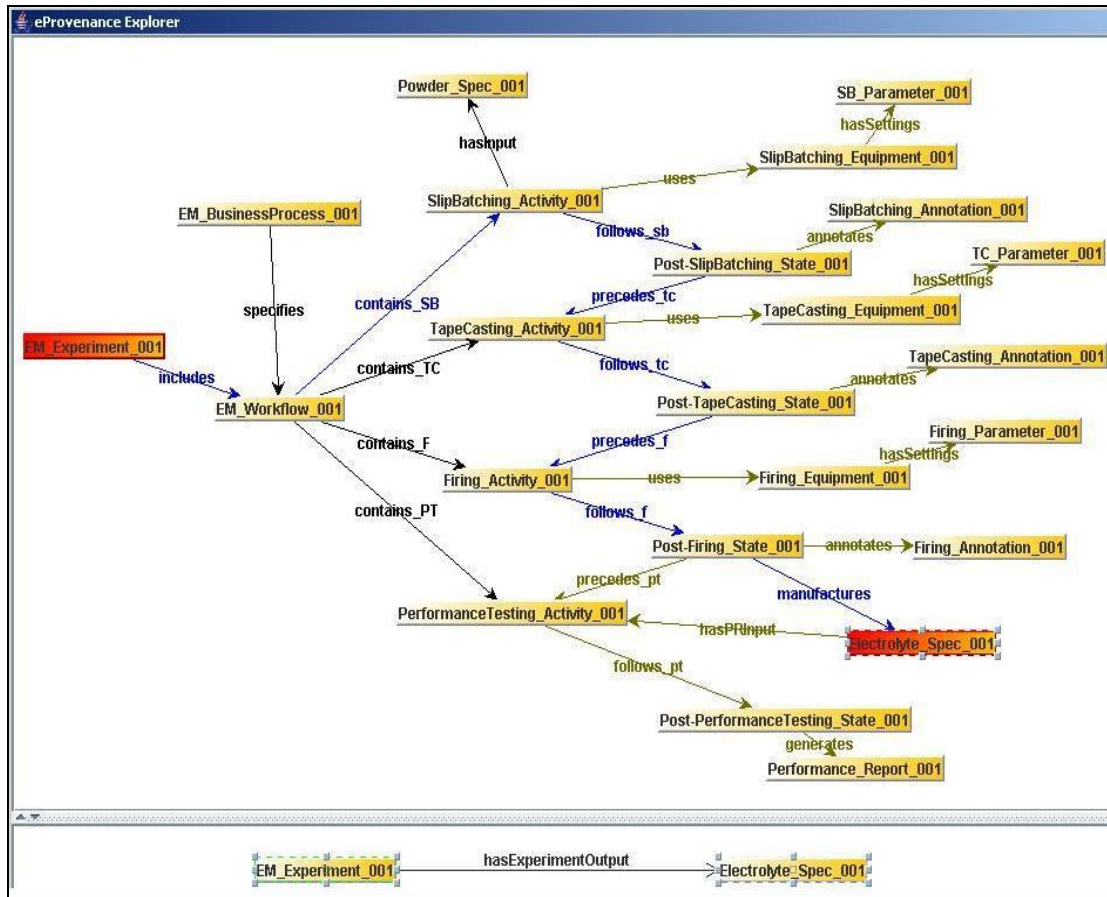 eProvenance Explorer
Powder_Spec_001
SB_Parameter_001
hasSettings
hasInput
SlipBatching_Equipment_001
uses
SlipBatching_Activity_001
EM_BusinessProcess_001
SlipBatching_Annotation_001
follows_sb
annotates
TC_Parameter_001
Post-SlipBatching_State_001
hasSettings
precedes_tc
contains_SB
specifies
TapeCasting_Equipment_001
uses
TapeCasting_Activity_001
EM_Experiment_001
TapeCasting_Annotation_001
follows_tc
contains_TC
includes
annotates
Post-TapeCasting_State_001
EM_Workflow_001
Firing_Parameter_001
contains_F
precedes_f
hasSettings
Firing_Activity_001
uses
Firing_Equipment_001
contains_PT
follows_f
Post-Firing_State_001
annotates
Firing_Annotation_001
precedes_pt
manufactures
PerformanceTesting_Activity_001
hasPRInput
Electrolyte_Spec_001
follows_pt
Post-PerformanceTesting_State_001
generates
Performance_Report_001
hasExperimentOutput
EM_Experiment_001
Electrolyte_Spec_001